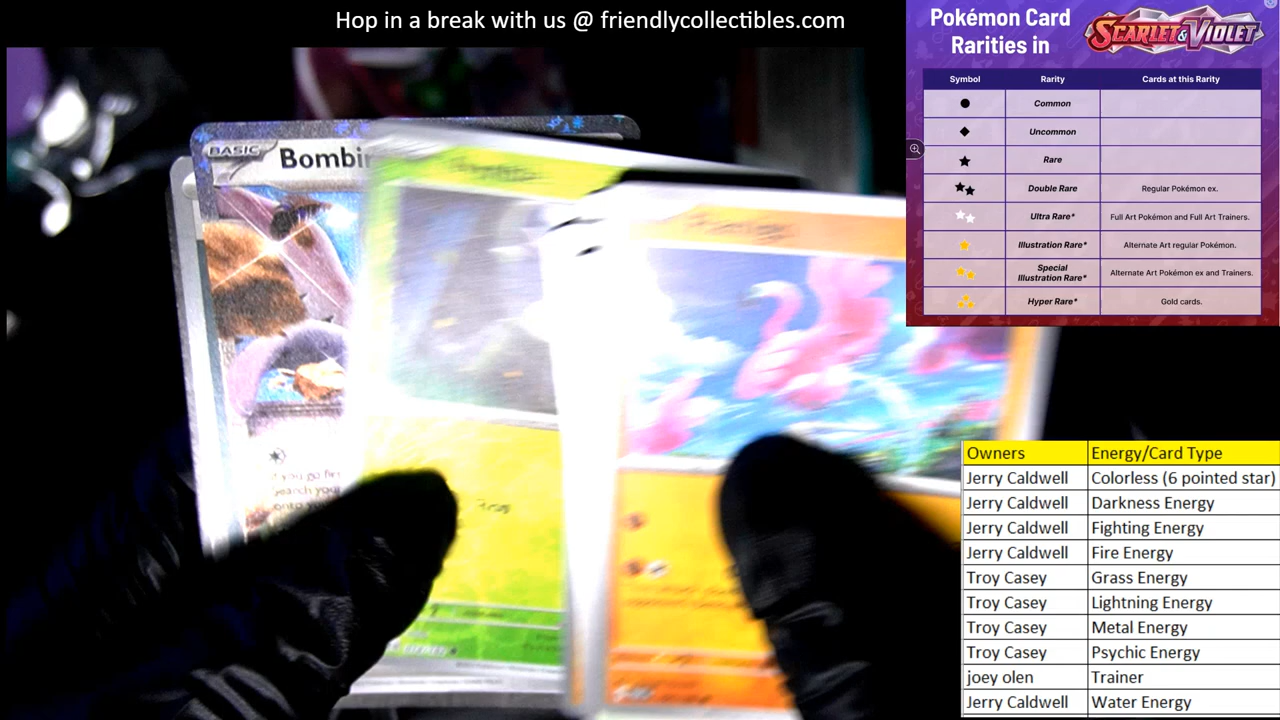 Hop in a break with us @ friendlycollectibles.com
Pokémon Card
Rarities in
SCARLET & VIOLET
Symbol Rarity Cards at this Rarity
Common
Uncommon
Rare
Double Rare Regular Pokémon ex.
Ultra Rare* Full Art Pokémon and Full Art Trainers.
Illustration Rare* Alternate Art regular Pokémon.
Special
Illustration Rare* Alternate Art Pokémon ex and Trainers.
Hyper Rare* Gold cards.
BASIC
Owners Energy/Card Type
Jerry Caldwell Colorless (6 pointed star)
Jerry Caldwell Darkness Energy
Jerry Caldwell Fighting Energy
Jerry Caldwell Fire Energy
Troy Casey Grass Energy
Troy Casey Lightning Energy
Troy Casey Metal Energy
Troy Casey Psychic Energy
joey olen Trainer
Jerry Caldwell Water Energy